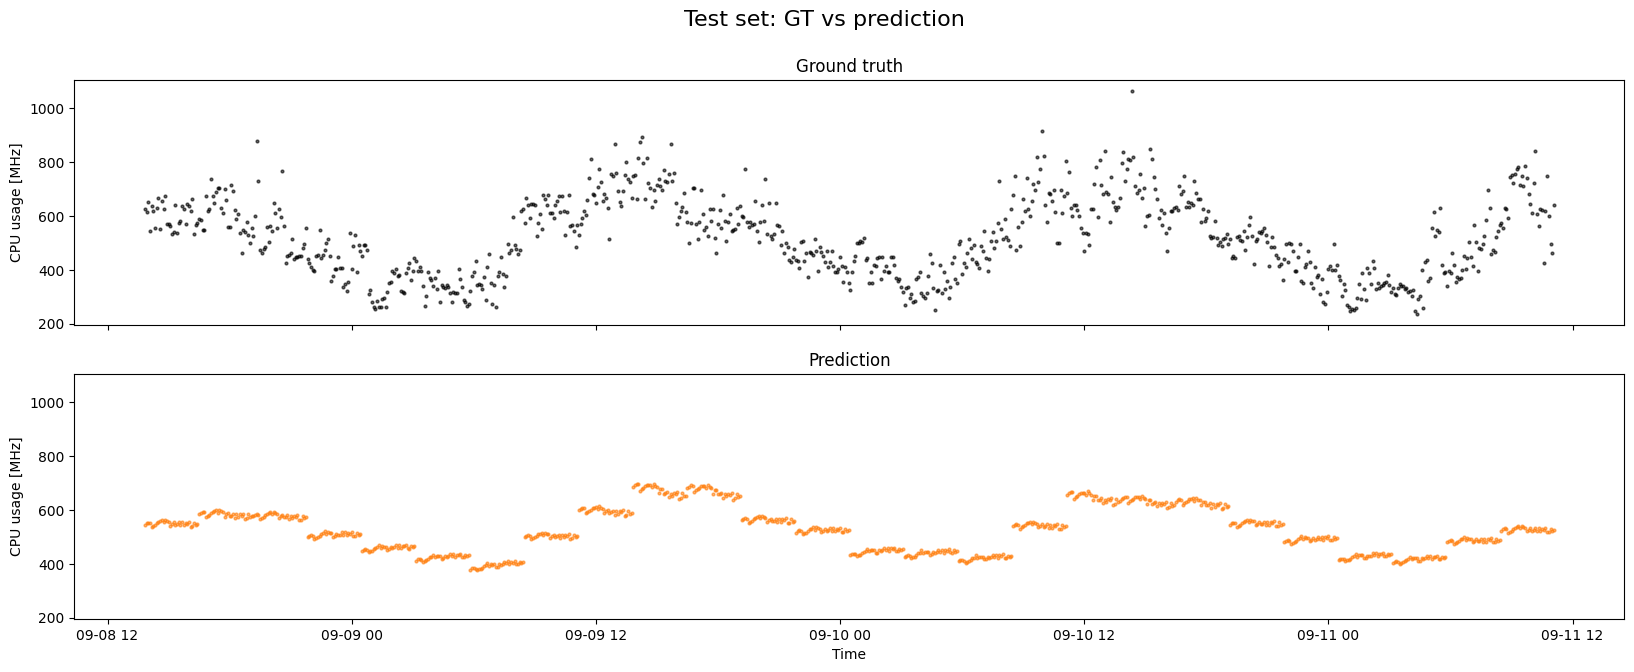 Test set: GT vs prediction
Ground truth
CPU usage [MHz]
1000
800
600
400
200
Prediction
CPU usage [MHz]
1000
800
600
400
200
09-08 12
09-09 00
09-09 12
09-10 00
09-10 12
09-11 00
09-11 12
Time